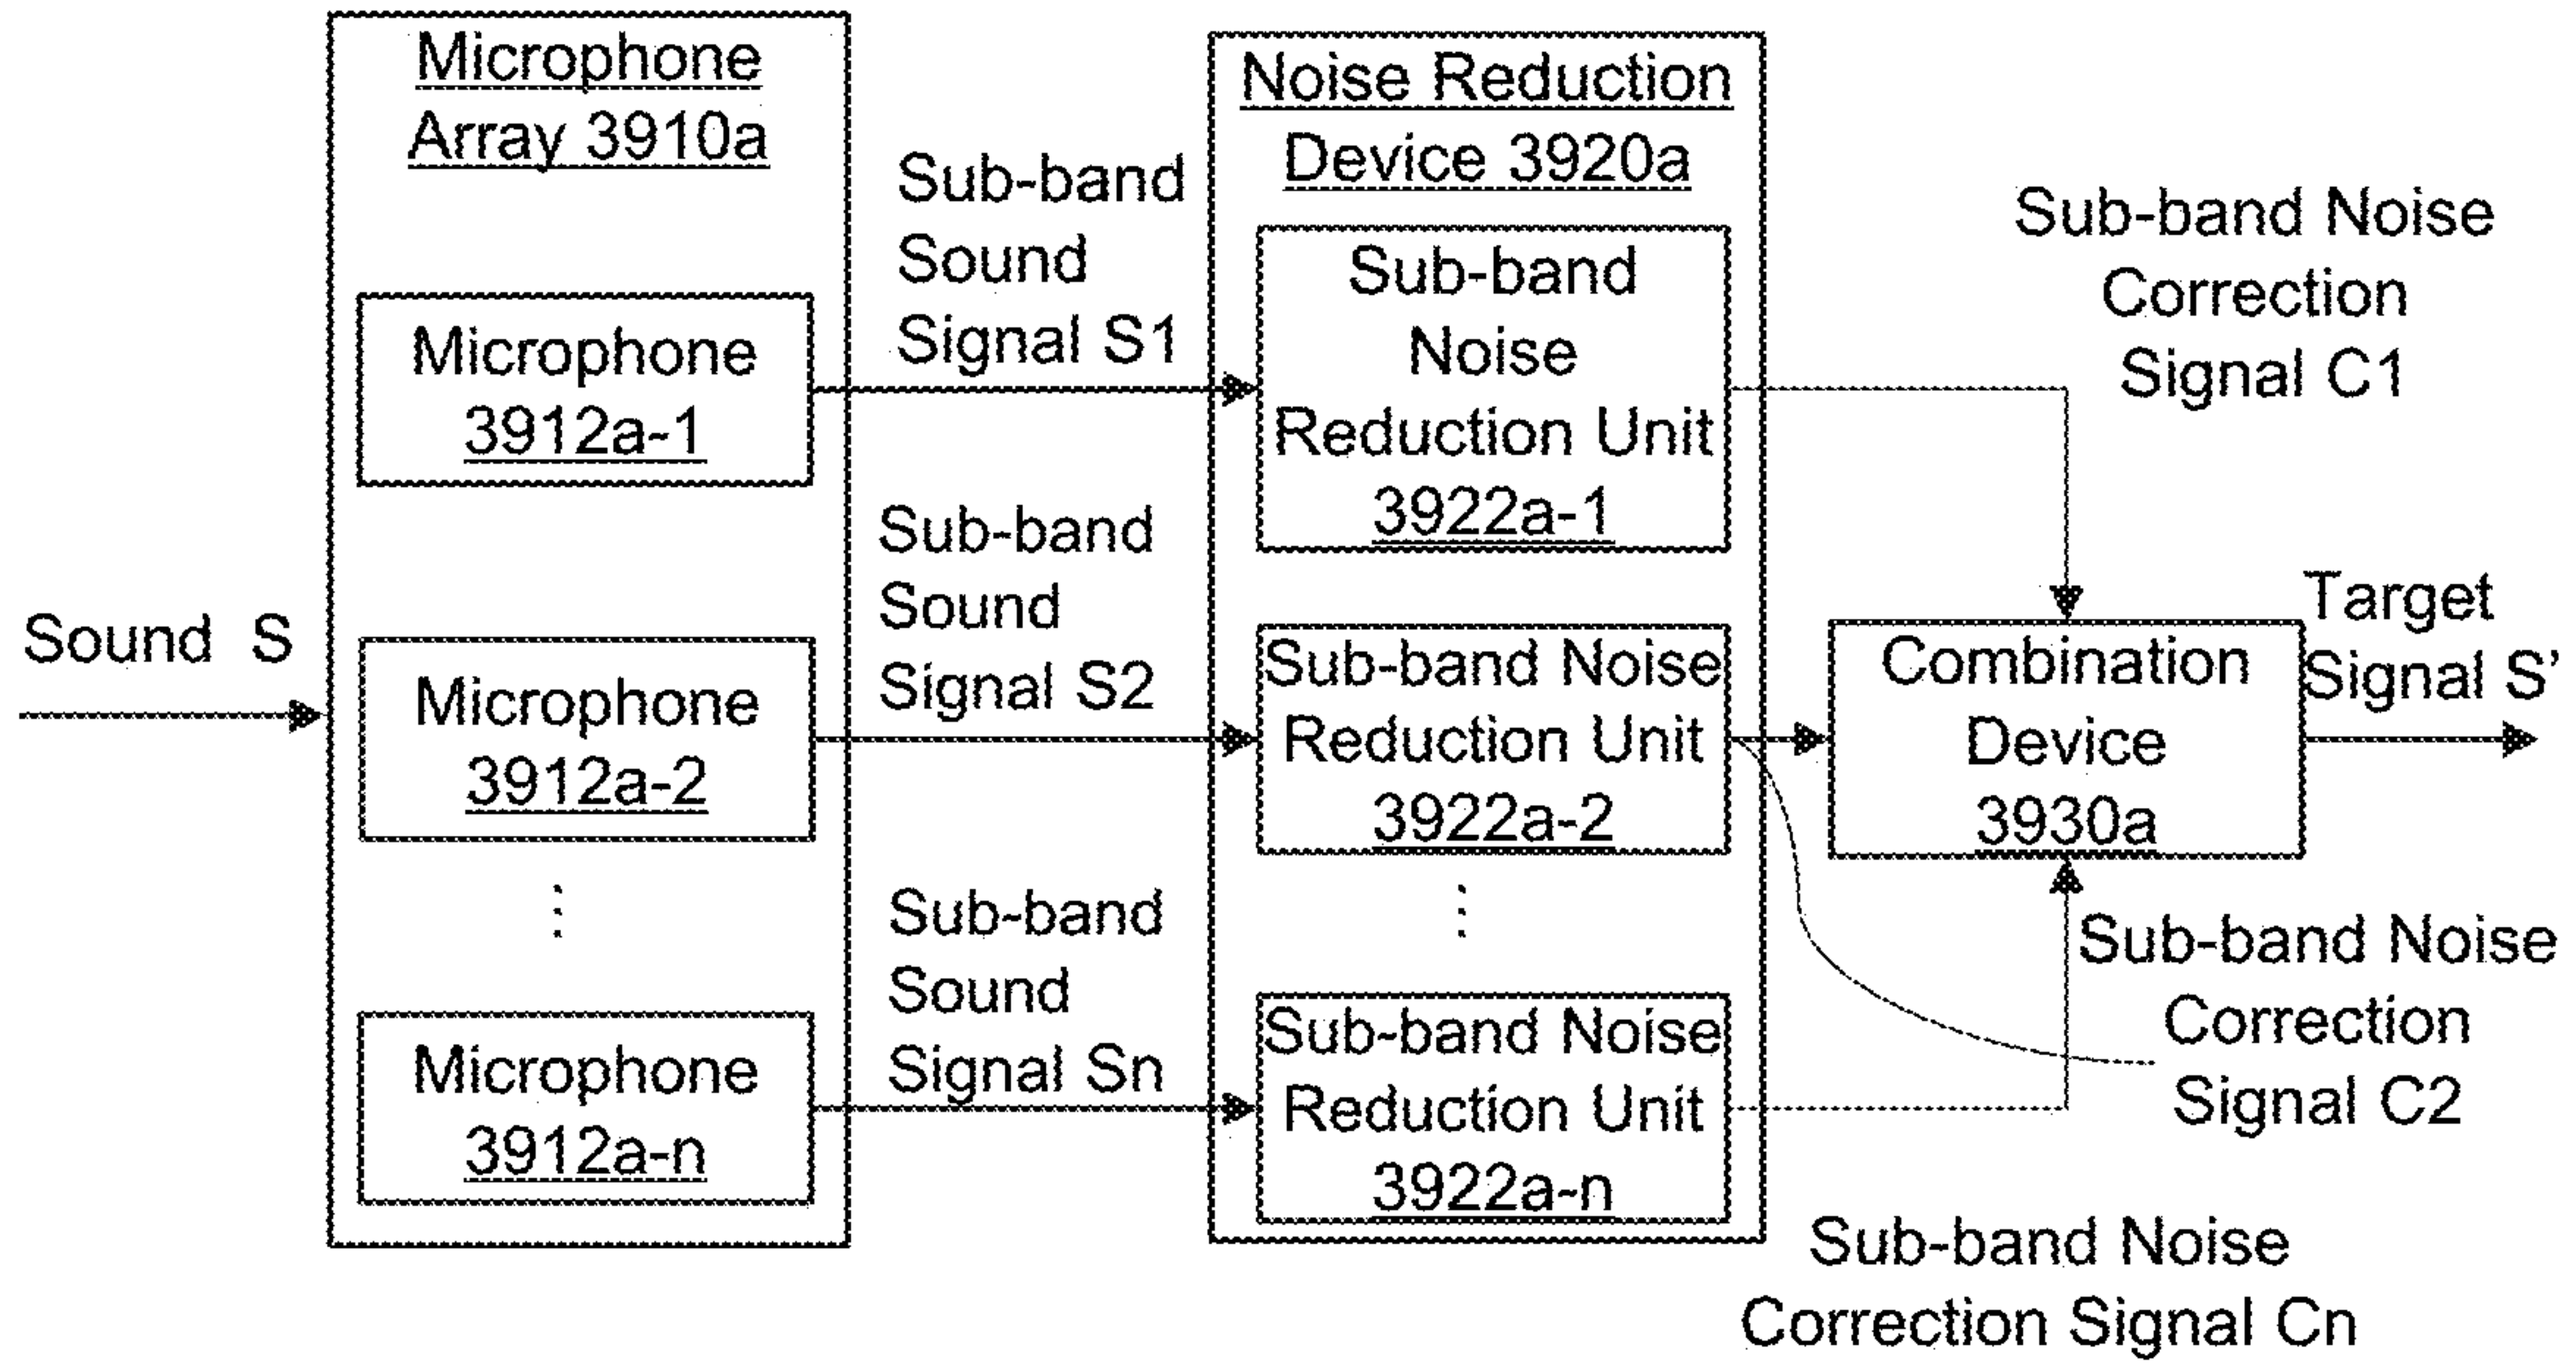 Sound S
Microphone
Array 3910a
Microphone
3912a-1
Microphone
3912a-2
⋮
Microphone
3912a-n
Sub-band
Sound
Signal S1
Sub-band
Sound
Signal S2
Sub-band
Sound
Signal Sn
Noise Reduction
Device 3920a
Sub-band
Noise
Reduction Unit
3922a-1
Sub-band Noise
Reduction Unit
3922a-2
⋮
Sub-band Noise
Reduction Unit
3922a-n
Sub-band Noise
Correction
Signal C1
Combination
Device
3930a
Target
Signal S’
Sub-band Noise
Correction
Signal C2
Sub-band Noise
Correction Signal Cn